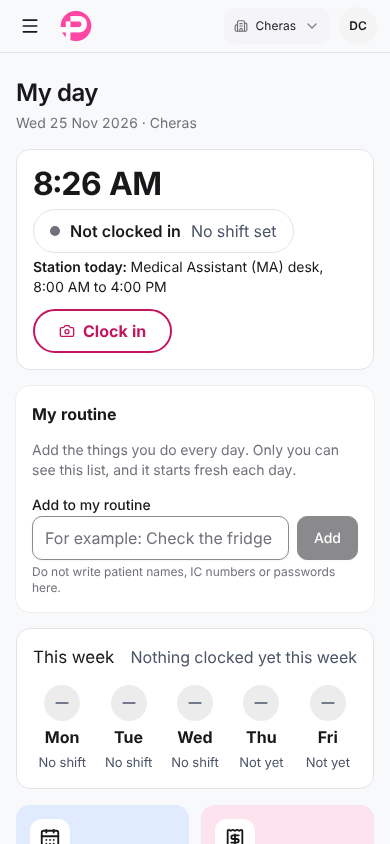 Cheras
DC
My day
Wed 25 Nov 2026 · Cheras
8:26 AM
Not clocked in No shift set
Station today: Medical Assistant (MA) desk,
8:00 AM to 4:00 PM
Clock in
My routine
Add the things you do every day. Only you can
see this list, and it starts fresh each day.
Add to my routine
For example: Check the fridge
Add
Do not write patient names, IC numbers or passwords
here.
This week Nothing clocked yet this week
Mon Tue Wed Thu Fri
No shift No shift No shift Not yet Not yet